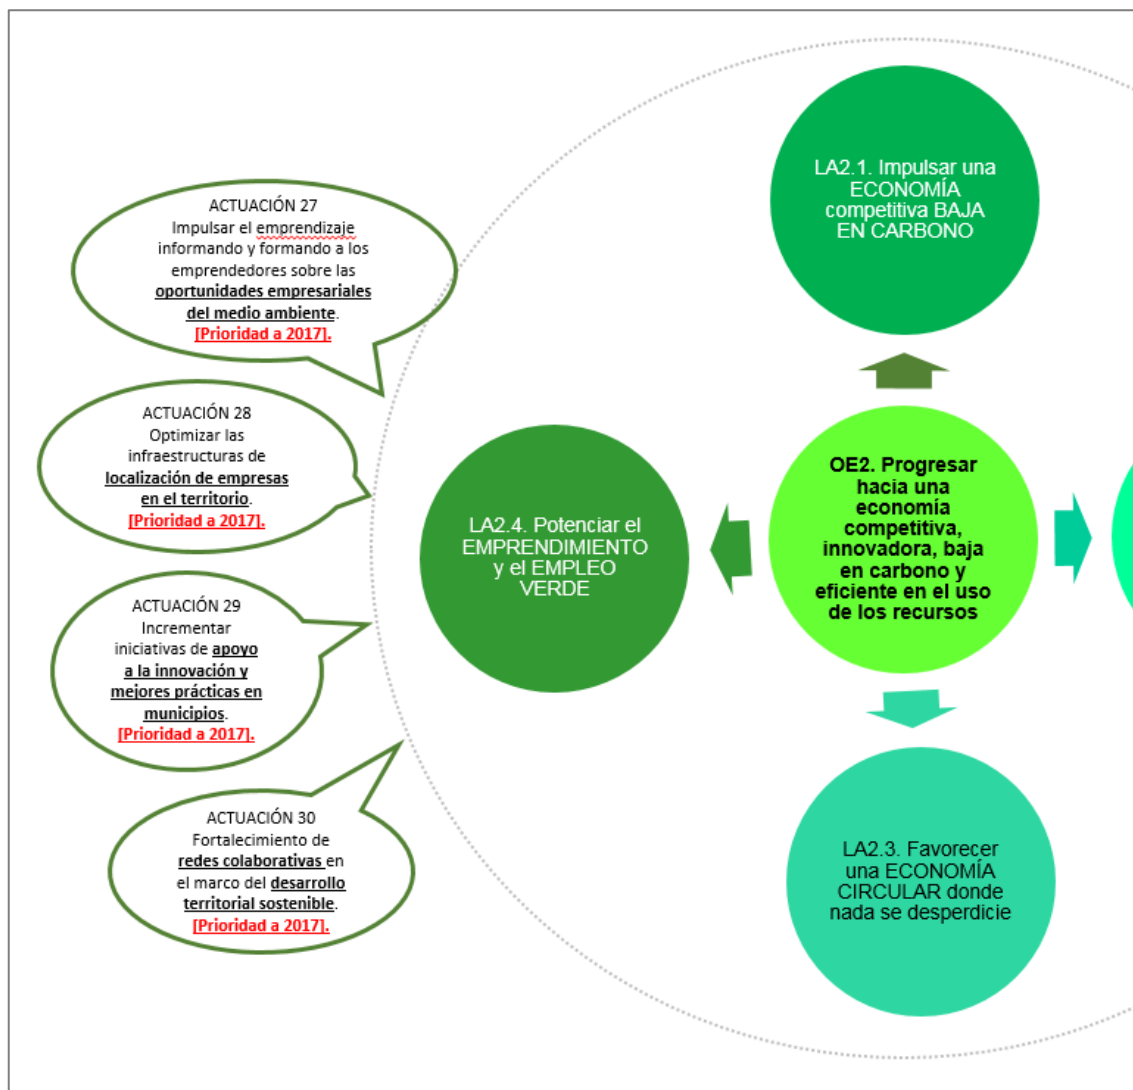 LA2.1. Impulsar una
ECONOMÍA
competitiva BAJA
EN CARBONO
ACTUACIÓN 27
Impulsar el emprendizaje
informando y formando a los
emprendedores sobre las
oportunidades empresariales
del medio ambiente.
[Prioridad a 2017].
ACTUACIÓN 28
Optimizar las
infraestructuras de
localización de empresas
en el territorio.
[Prioridad a 2017].
OE2. Progresar
hacia una
economía
competitiva,
innovadora, baja
en carbono y
eficiente en el uso
de los recursos
LA2.4. Potenciar el
EMPRENDIMIENTO
y el EMPLEO
VERDE
ACTUACIÓN 29
Incrementar
iniciativas de apoyo
a la innovación y
mejores prácticas en
municipios.
[Prioridad a 2017].
ACTUACIÓN 30
Fortalecimiento de
redes colaborativas en
el marco del desarrollo
territorial sostenible.
[Prioridad a 2017].
LA2.3. Favorecer
una ECONOMÍA
CIRCULAR donde
nada se desperdicie